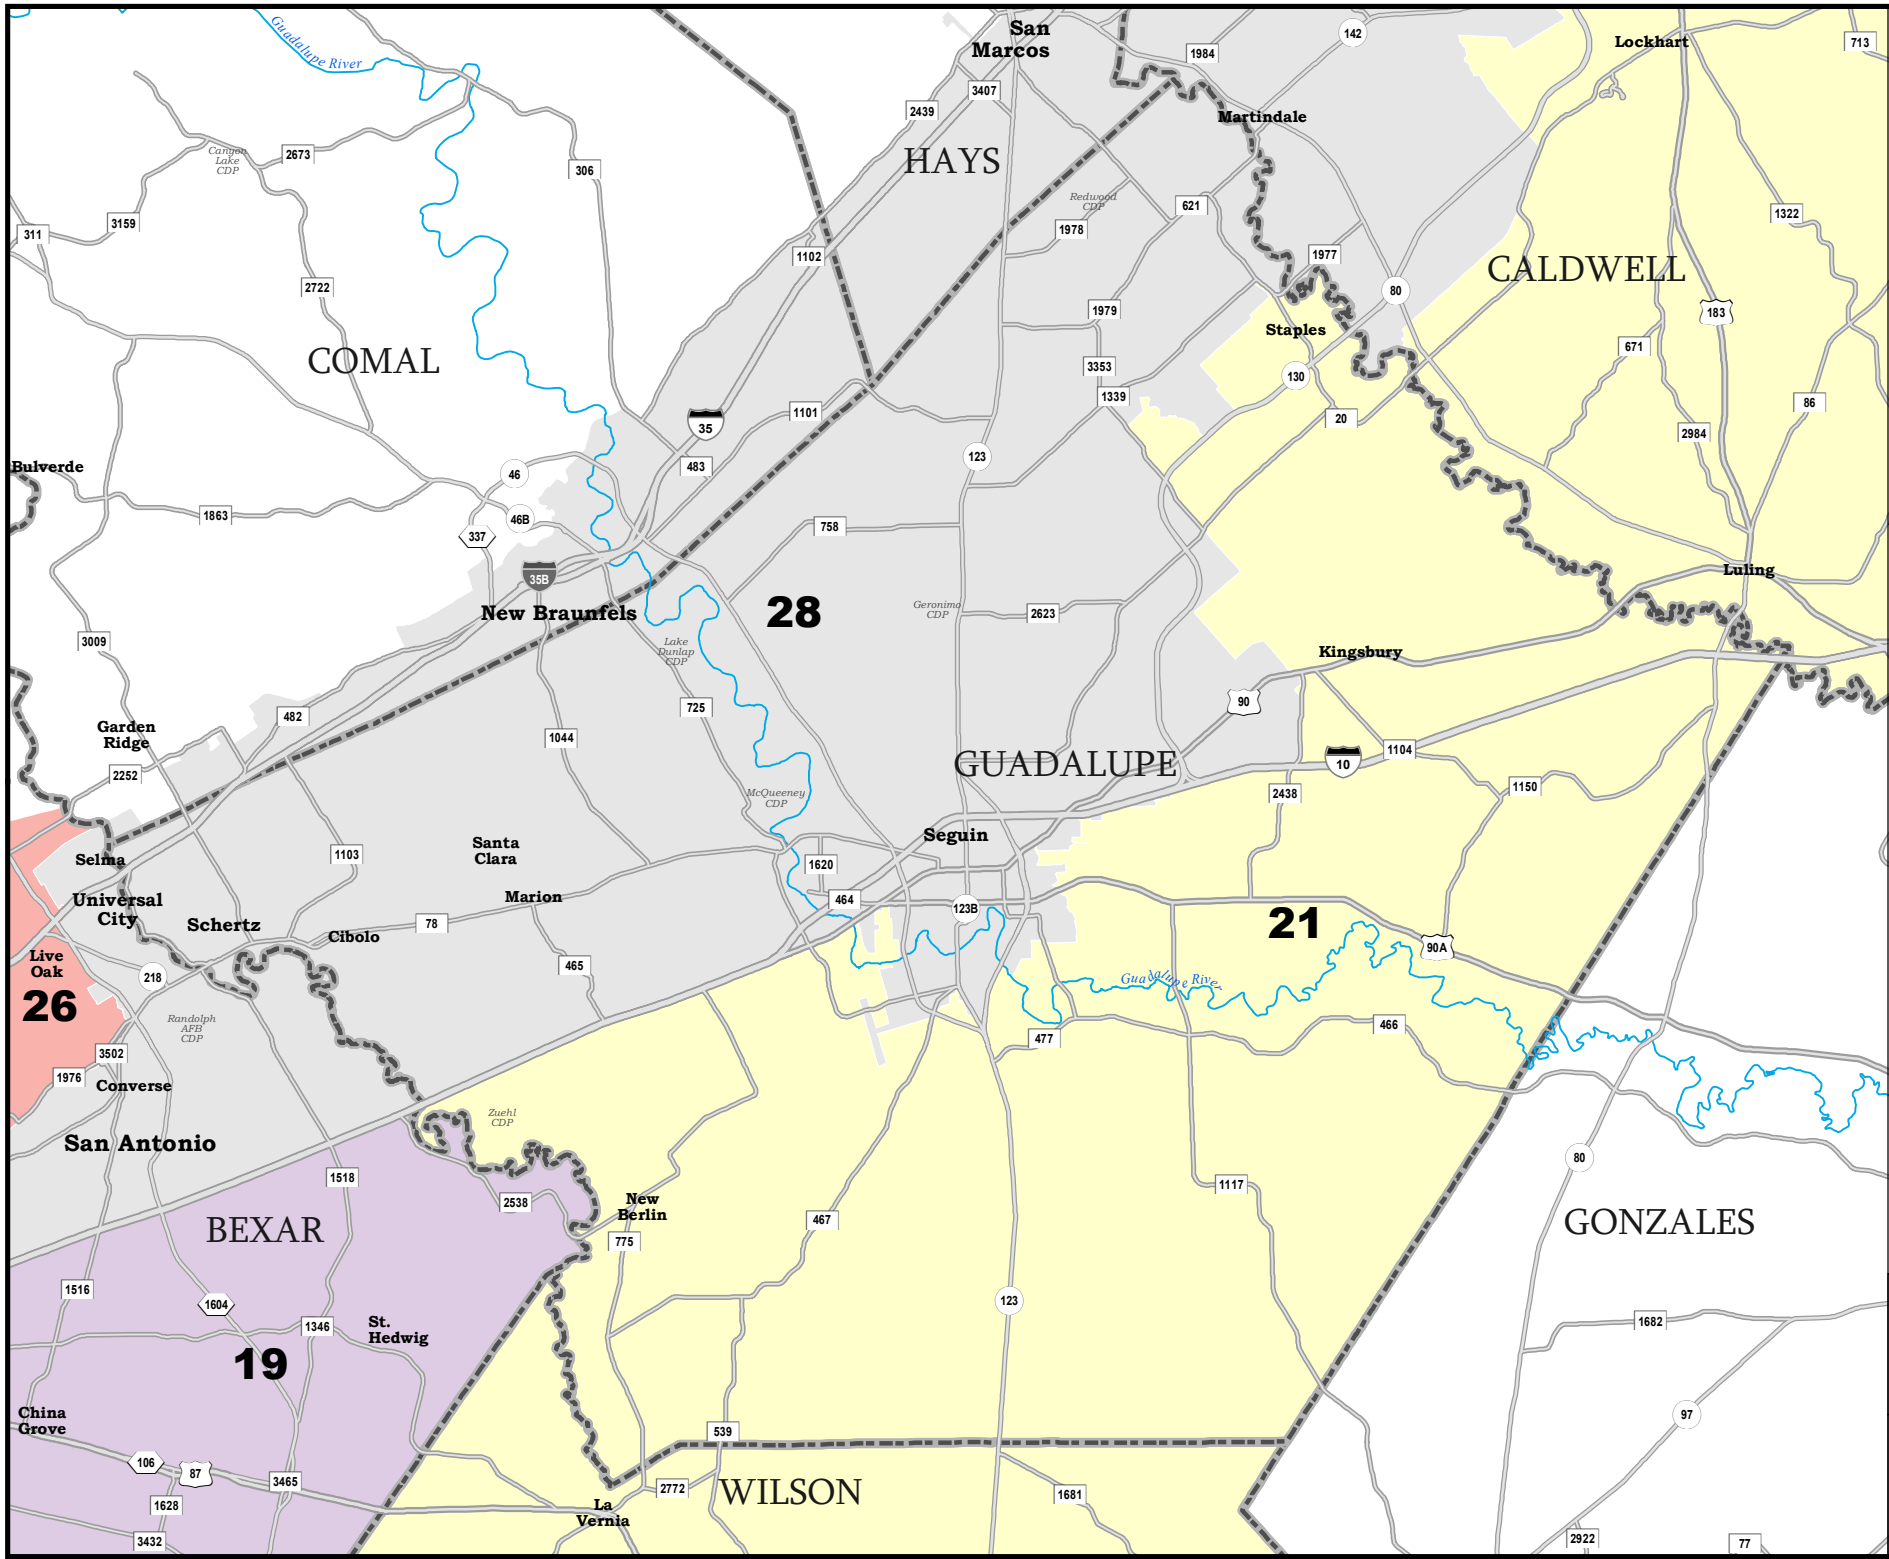 Guadalupe River
San
Marcos
142
Lockhart
713
1984
3407
2439
Martindale
HAYS
Canyon
Lake
CDP
2673
306
Redwood
CDP
621
3159
311
1978
1322
1102
1977
CALDWELL
2722
80
1979
183
Staples
COMAL
671
3353
130
1339
86
1101
20
35
2984
123
Bulverde
483
46
1863
46B
758
337
35B
Luling
New Braunfels
28
Geronimo
CDP
2623
3009
Lake
Dunlap
CDP
Kingsbury
90
725
482
Garden
Ridge
1044
1104
GUADALUPE
10
2252
1150
McQueeney
CDP
2438
Seguin
Santa
Clara
1103
Selma
1620
Marion
464
Universal
City
123B
Schertz
78
21
Cibolo
90A
Live
Oak
465
218
Guadalupe River
26
Randolph
AFB
CDP
466
477
3502
1976
Converse
Zuehl
CDP
San Antonio
80
1518
1117
2538
New
Berlin
BEXAR
467
GONZALES
775
1516
1604
123
1346
St.
Hedwig
1682
19
China
Grove
97
539
106
87
3465
2772
WILSON
1681
1628
La
Vernia
3432
2922
77